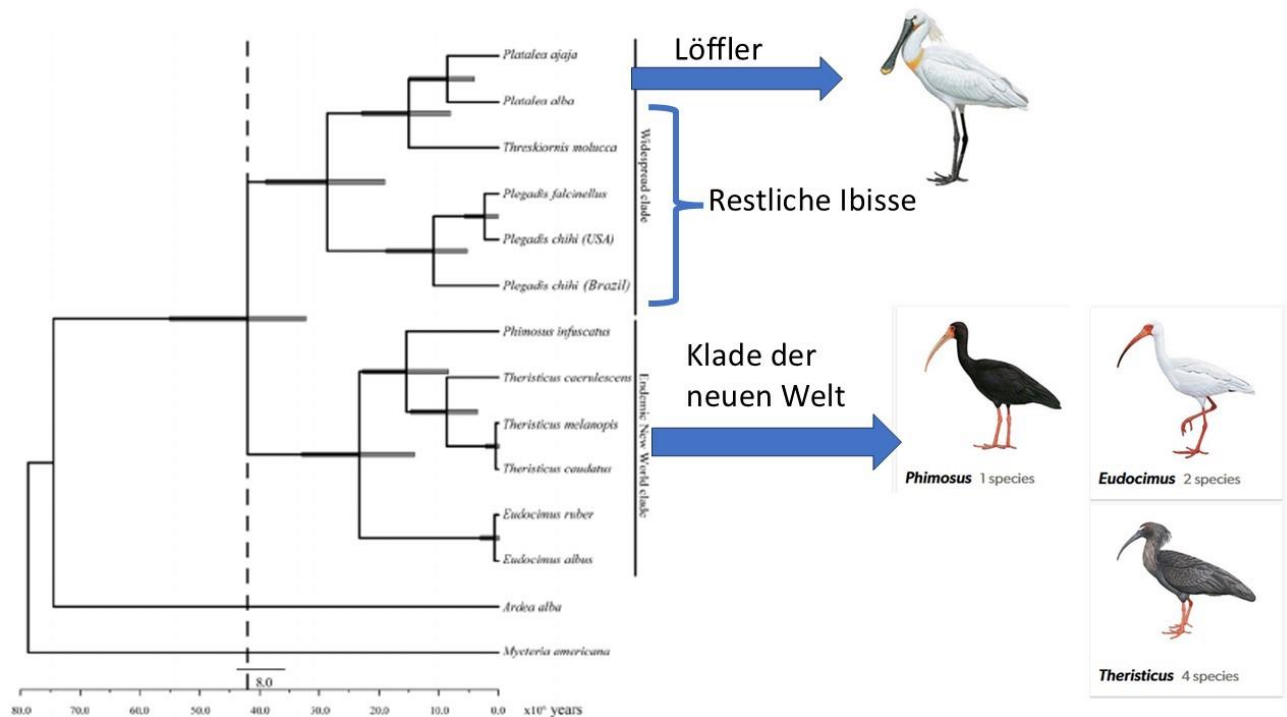 Platalea ajaja
Platalea alba
Threskiornis molucca
Plegadis falcinellus
Plegadis chihi (USA)
Plegadis chihi (Brazil)
Phimosus infuscatus
Theristicus caerulescens
Theristicus melanopis
Theristicus caudatus
Eudocimus ruber
Eudocimus albus
Ardea alba
Mycteria americana
Widespread clade
Endemic New World clade
8.0
80.0 70.0 60.0 50.0 40.0 30.0 20.0 10.0 0.0 x10⁶ years
Löffler
Restliche Ibisse
Klade der
neuen Welt
Phimosus 1 species
Eudocimus 2 species
Theristicus 4 species